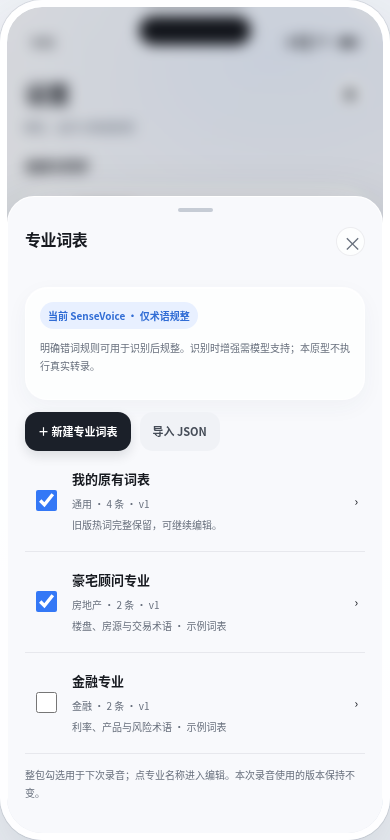 专业词表
当前 SenseVoice · 仅术语规整
明确错词规则可用于识别后规整。识别时增强需模型支持；本原型不执
行真实转录。
＋ 新建专业词表
导入 JSON
我的原有词表
通用 · 4 条 · v1
旧版热词完整保留，可继续编辑。
›
豪宅顾问专业
房地产 · 2 条 · v1
楼盘、房源与交易术语 · 示例词表
›
金融专业
金融 · 2 条 · v1
利率、产品与风险术语 · 示例词表
›
整包勾选用于下次录音；点专业名称进入编辑。本次录音使用的版本保持不
变。